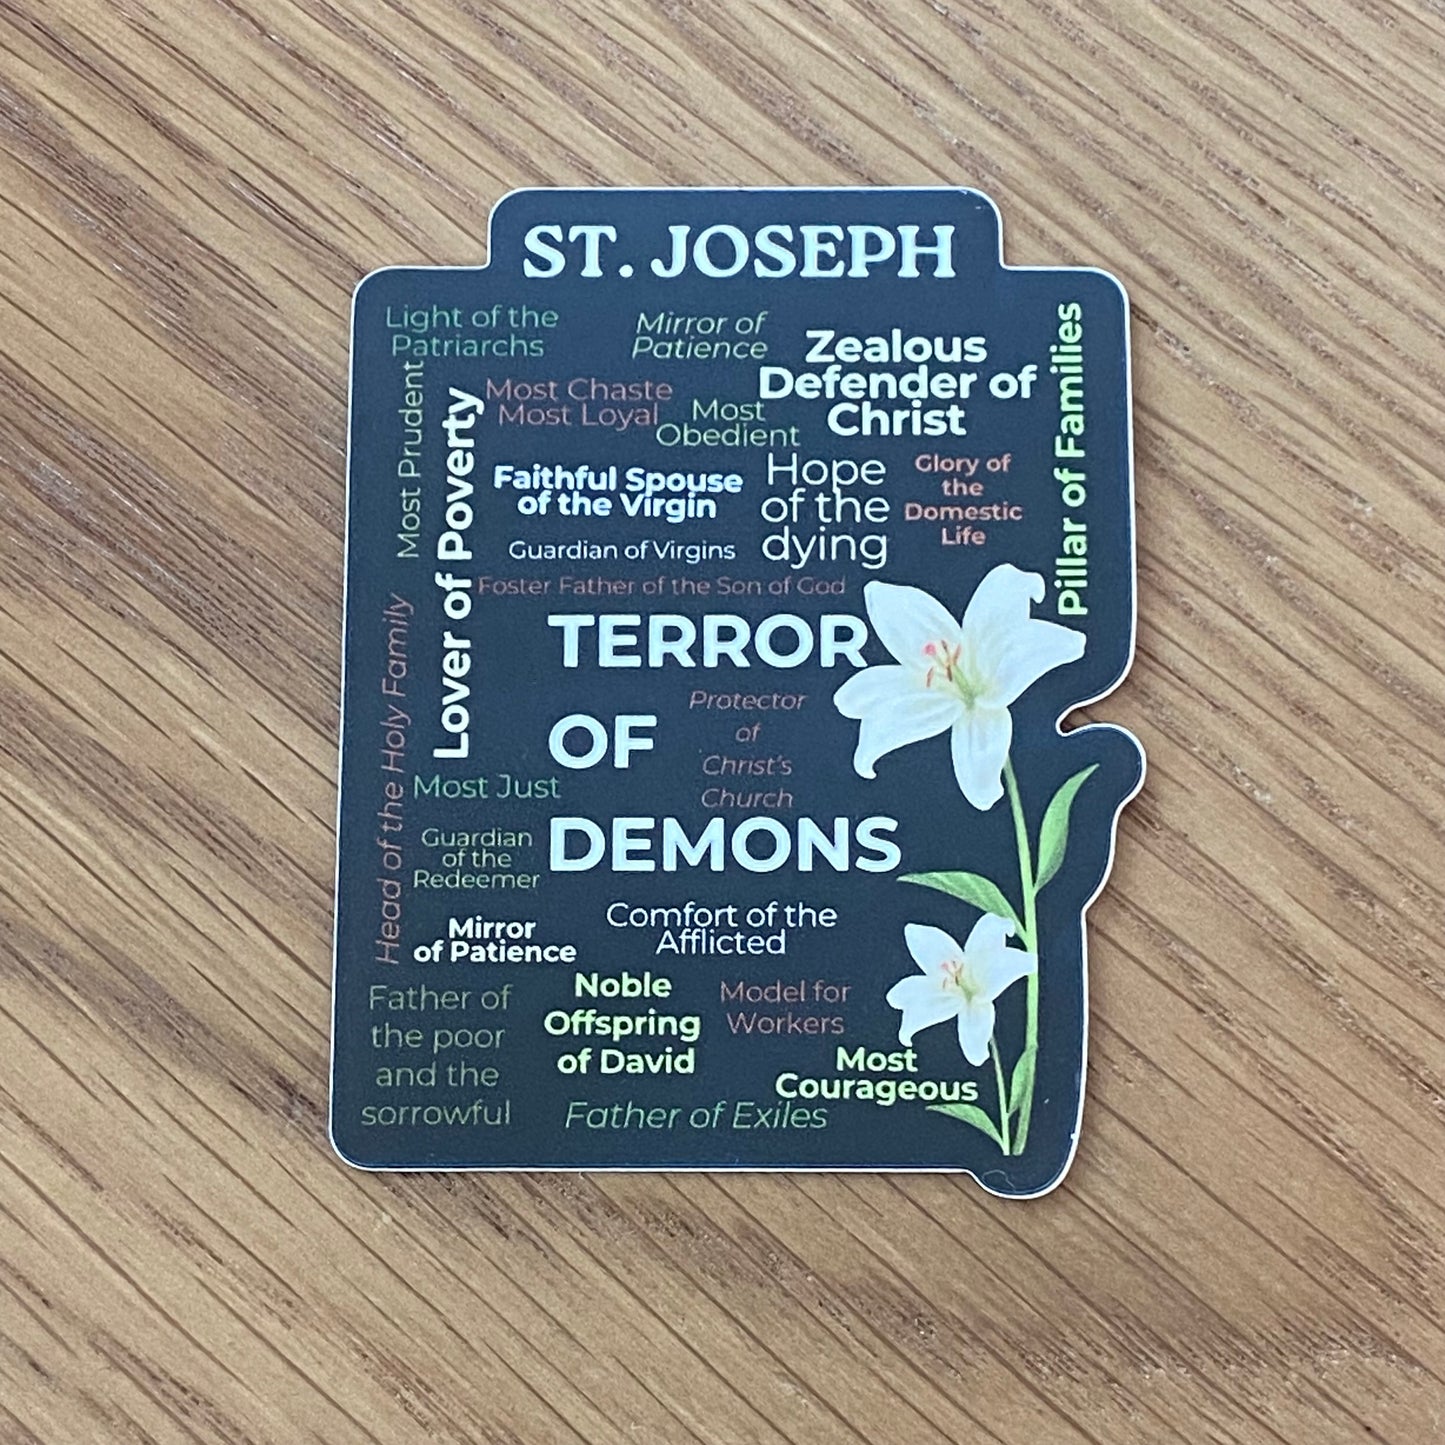 ST. JOSEPH
Light of the
Patriarchs
Mirror of
Patience
Zealous
Defender of
Christ
Pillar of Families
Most Prudent
Lover of Poverty
Most Chaste
Most Loyal
Most
Obedient
Faithful Spouse
of the Virgin
Hope
of the
dying
Glory of
the
Domestic
Life
Guardian of Virgins
Foster Father of the Son of God
Head of the Holy Family
TERROR
OF
DEMONS
Protector
of
Christ's
Church
Most Just
Guardian
of the
Redeemer
Mirror
of Patience
Comfort of the
Afflicted
Father of
the poor
and the
sorrowful
Noble
Offspring
of David
Model for
Workers
Most
Courageous
Father of Exiles